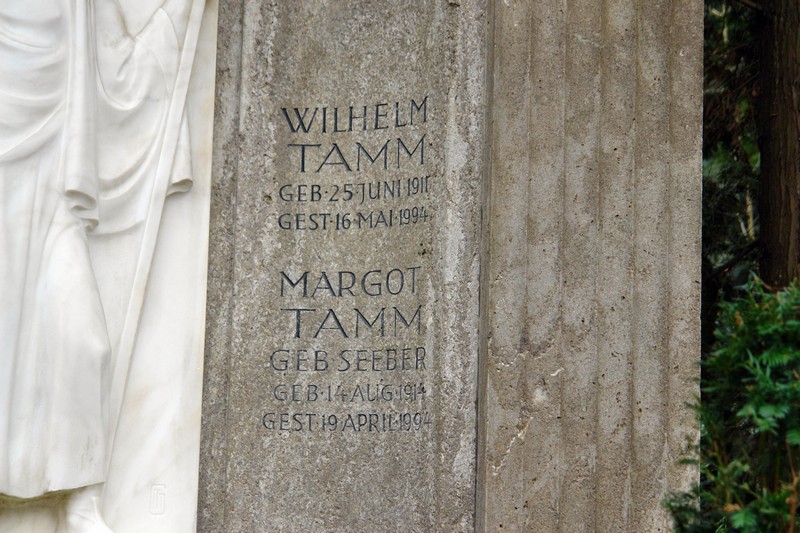 WILHELM
TAMM
GEB·25 JUNI 1911
GEST·16 MAI·1994
MARGOT
TAMM
GEB SEEBER
GEB·14 AUG·1914
GEST 19 APRIL·1994